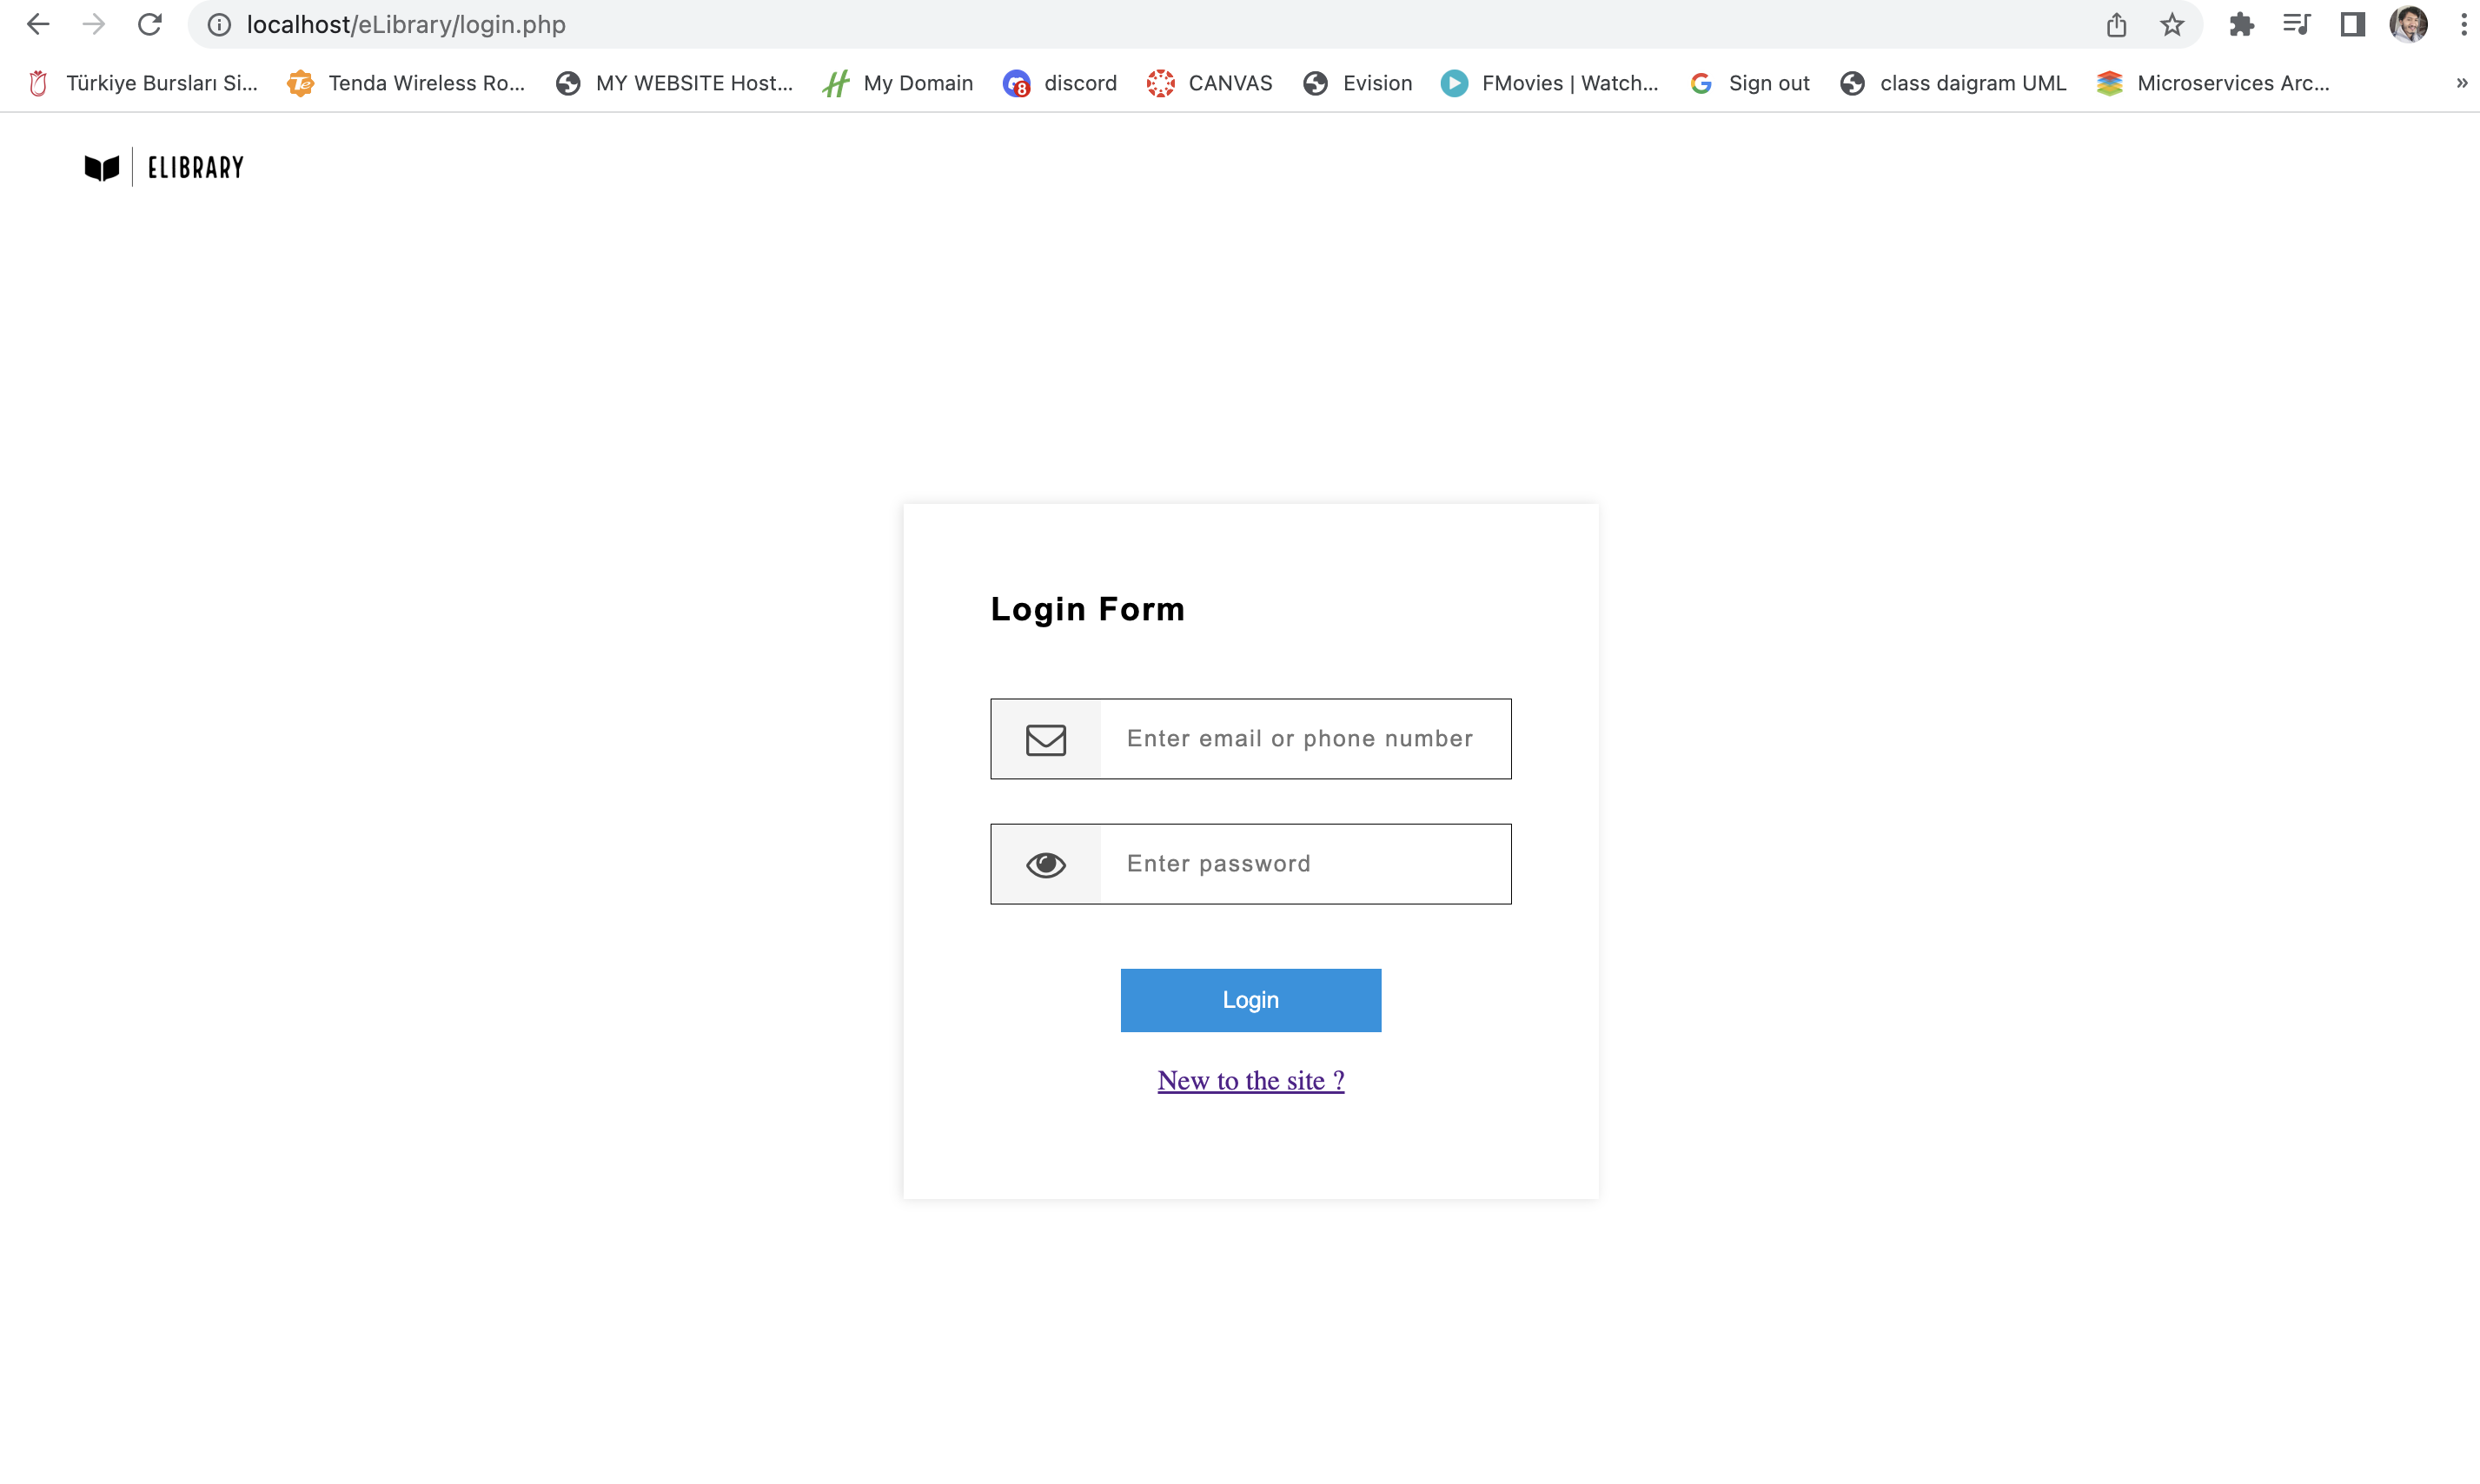 localhost/eLibrary/login.php
Türkiye Bursları Si... Tenda Wireless Ro... MY WEBSITE Host... My Domain discord CANVAS Evision FMovies | Watch... Sign out class daigram UML Microservices Arc... »
ELIBRARY
Login Form
Enter email or phone number
Enter password
Login
New to the site ?